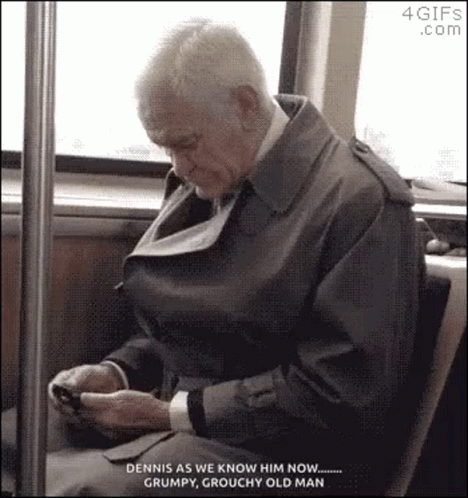 4GIFs
.com
DENNIS AS WE KNOW HIM NOW........
GRUMPY, GROUCHY OLD MAN